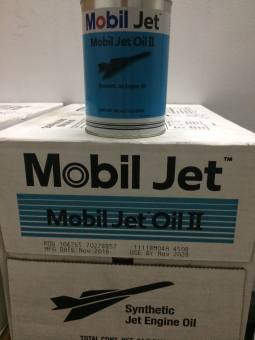 Mobil Jet
Mobil Jet Oil II
Synthetic
Jet Engine Oil
Mobil Jet™
Mobil Jet Oil II
MFG DATE Nov 2018
USE BY Nov 2028
Synthetic
Jet Engine Oil